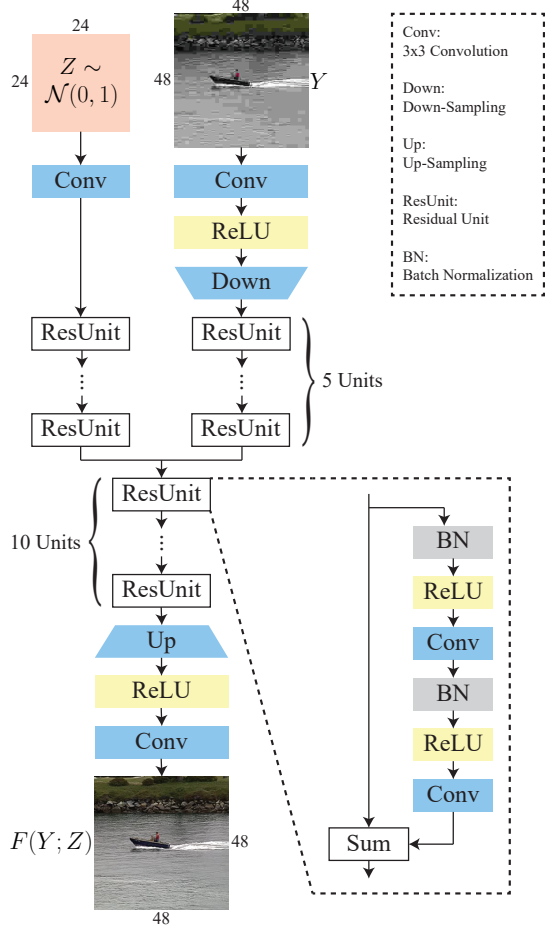 24
24
Z ∼
𝒩(0, 1)
48
48
Y
Conv
Conv
ReLU
Down
ResUnit
ResUnit
⋮
⋮
5 Units
ResUnit
ResUnit
ResUnit
10 Units
⋮
ResUnit
Up
ReLU
Conv
F(Y; Z)
48
48
BN
ReLU
Conv
BN
ReLU
Conv
Sum
Conv:
3x3 Convolution
Down:
Down-Sampling
Up:
Up-Sampling
ResUnit:
Residual Unit
BN:
Batch Normalization